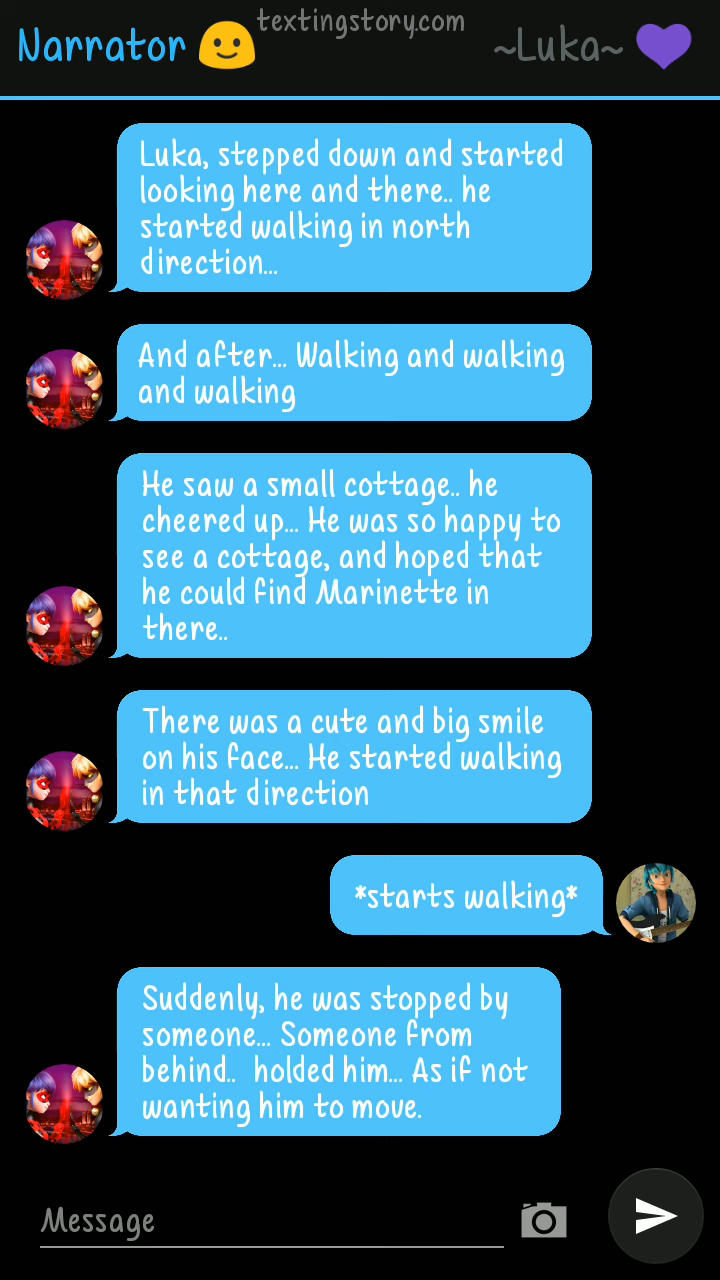 textingstory.com
Narrator ~Luka~
Luka, stepped down and started
looking here and there.. he
started walking in north
direction...
And after... Walking and walking
and walking
He saw a small cottage.. he
cheered up... He was so happy to
see a cottage, and hoped that
he could find Marinette in
there..
There was a cute and big smile
on his face... He started walking
in that direction
*starts walking*
Suddenly, he was stopped by
someone... Someone from
behind.. holded him... As if not
wanting him to move.
Message